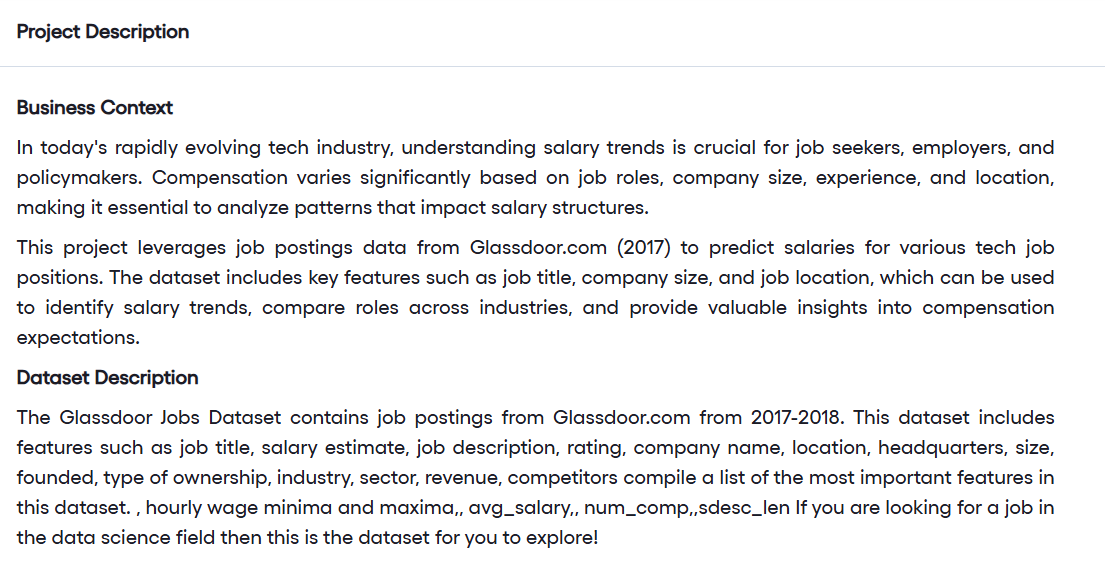 Project Description
Business Context
In today's rapidly evolving tech industry, understanding salary trends is crucial for job seekers, employers, and
policymakers. Compensation varies significantly based on job roles, company size, experience, and location,
making it essential to analyze patterns that impact salary structures.
This project leverages job postings data from Glassdoor.com (2017) to predict salaries for various tech job
positions. The dataset includes key features such as job title, company size, and job location, which can be used
to identify salary trends, compare roles across industries, and provide valuable insights into compensation
expectations.
Dataset Description
The Glassdoor Jobs Dataset contains job postings from Glassdoor.com from 2017-2018. This dataset includes
features such as job title, salary estimate, job description, rating, company name, location, headquarters, size,
founded, type of ownership, industry, sector, revenue, competitors compile a list of the most important features in
this dataset. , hourly wage minima and maxima,, avg_salary,, num_comp,,sdesc_len If you are looking for a job in
the data science field then this is the dataset for you to explore!